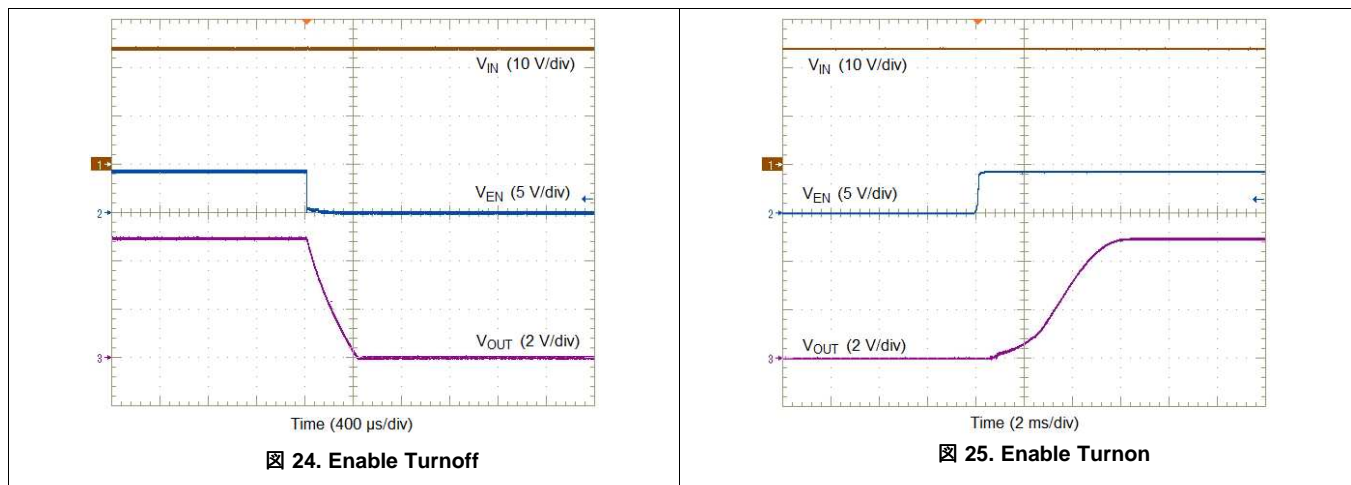 V_IN (10 V/div)
1
V_EN (5 V/div)
2
V_OUT (2 V/div)
3
Time (400 µs/div)
図 24. Enable Turnoff
V_IN (10 V/div)
1
V_EN (5 V/div)
2
V_OUT (2 V/div)
3
Time (2 ms/div)
図 25. Enable Turnon